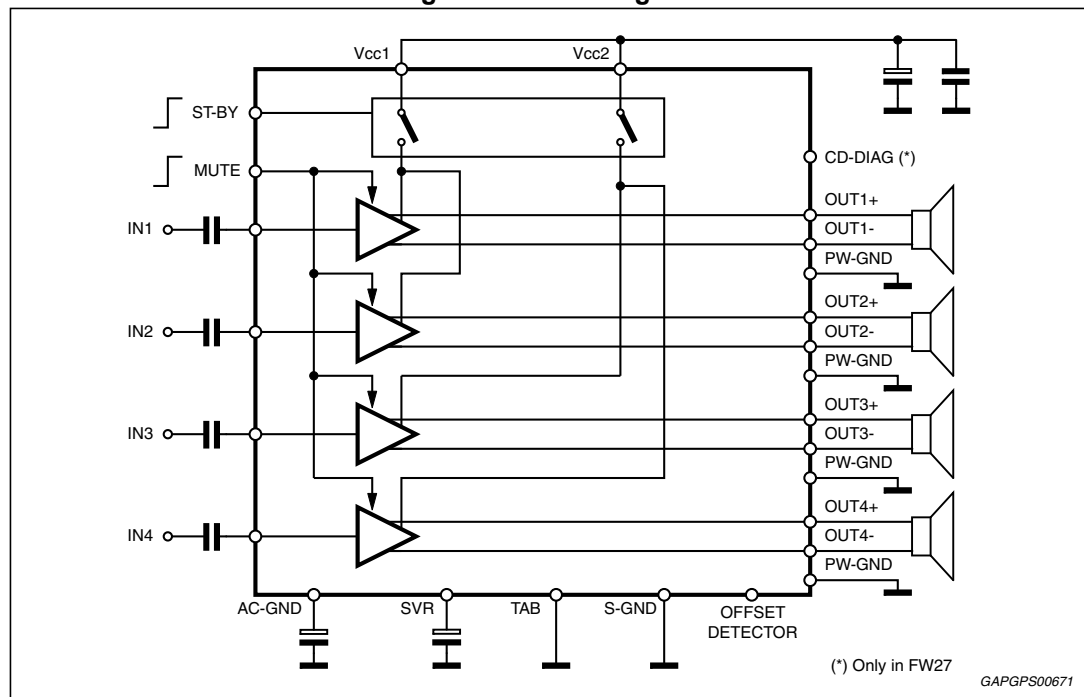 Vcc1
Vcc2
ST-BY
MUTE
CD-DIAG (*)
IN1
OUT1+
OUT1-
PW-GND
IN2
OUT2+
OUT2-
PW-GND
IN3
OUT3+
OUT3-
PW-GND
IN4
OUT4+
OUT4-
PW-GND
AC-GND
SVR
TAB
S-GND
OFFSET
DETECTOR
(*) Only in FW27
GAPGPS00671